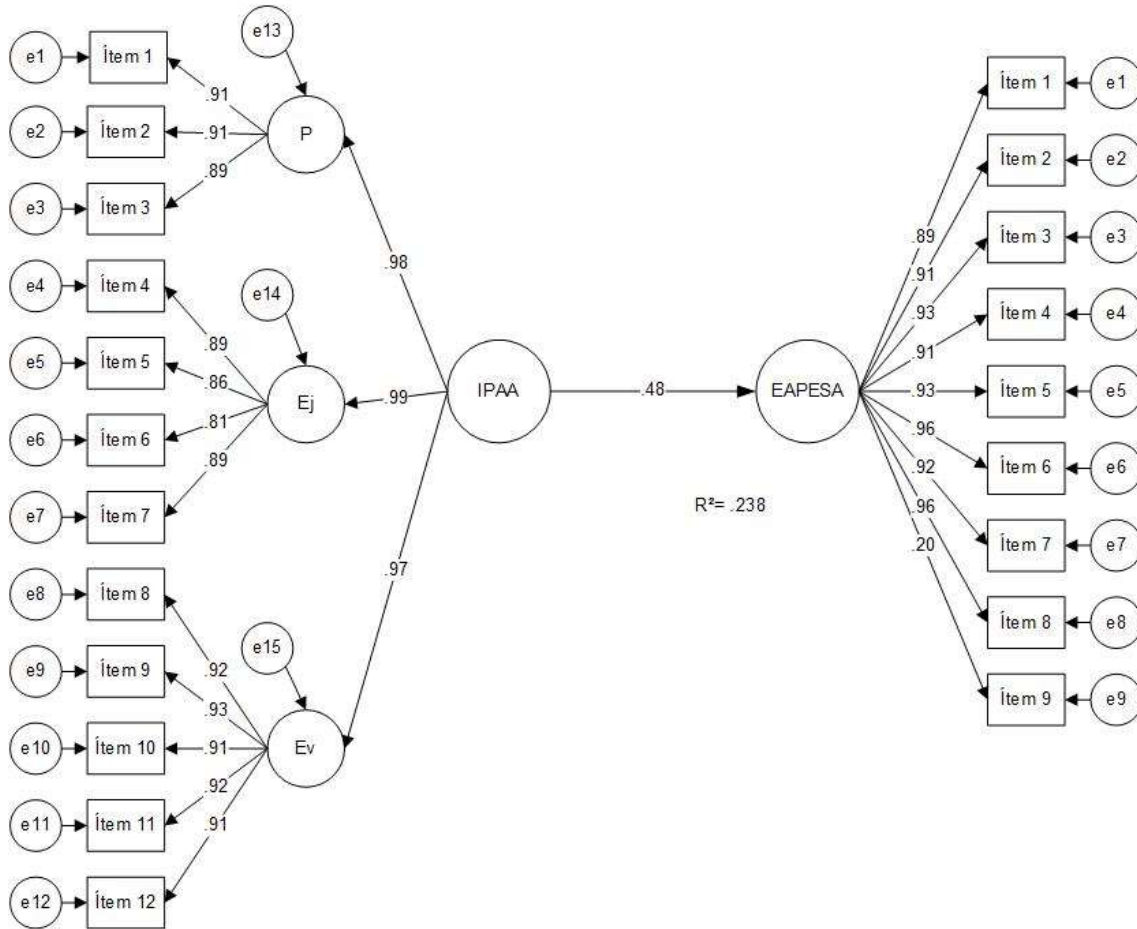 e13
e1
Ítem 1
.91
e2
Ítem 2
.91
P
e3
Ítem 3
.89
.98
e4
Ítem 4
e14
.89
e5
Ítem 5
.86
.99
Ej
e6
Ítem 6
.81
e7
Ítem 7
.89
IPAA
.48
EAPESA
R²= .238
.97
e8
Ítem 8
e15
.92
e9
Ítem 9
.93
e10
Ítem 10
.91
Ev
e11
Ítem 11
.92
e12
Ítem 12
.91
Ítem 1
e1
.89
Ítem 2
e2
.91
Ítem 3
e3
.93
Ítem 4
e4
.91
Ítem 5
e5
.93
Ítem 6
e6
.96
Ítem 7
e7
.92
Ítem 8
e8
.96
Ítem 9
e9
.20